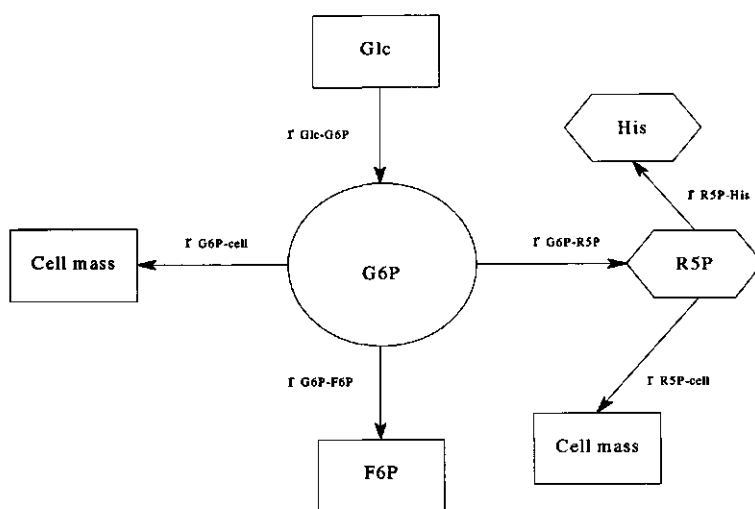 Glc
r Glc-G6P
His
r R5P-His
r G6P-cell
r G6P-R5P
Cell mass
G6P
R5P
r G6P-F6P
r R5P-cell
Cell mass
F6P